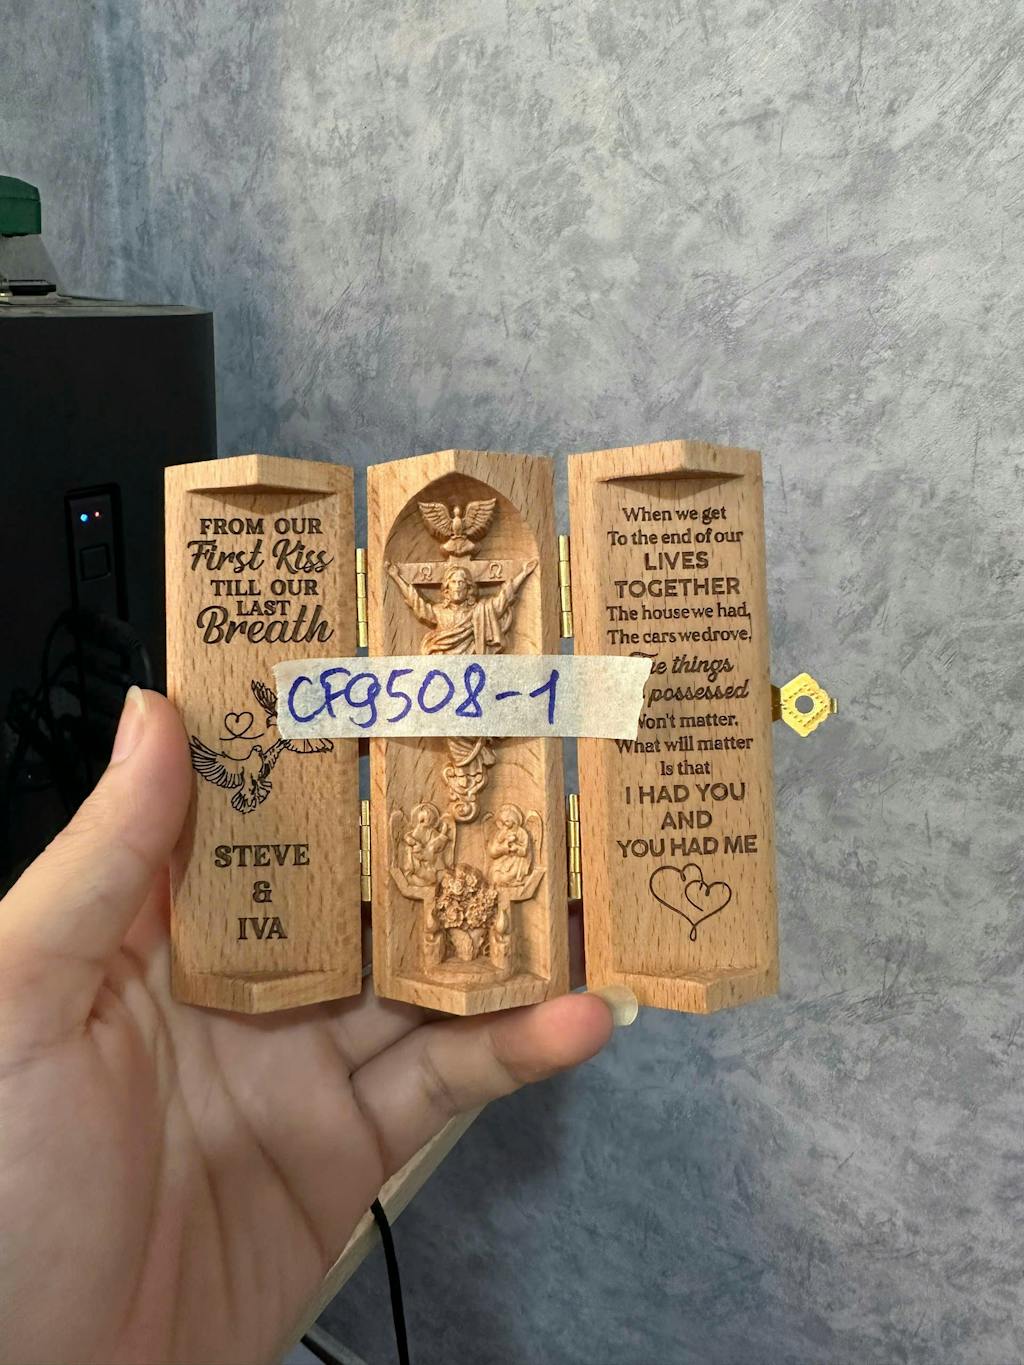 FROM OUR
First Kiss
TILL OUR
LAST
Breath
STEVE
&
IVA
Ω Ω
CF9508-1
When we get
To the end of our
LIVES
TOGETHER
The house we had,
The cars we drove,
things
possessed
Won't matter.
What will matter
Is that
I HAD YOU
AND
YOU HAD ME